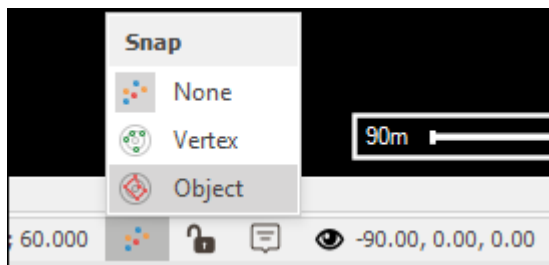 Snap
None
Vertex
90m
Object
; 60.000
-90.00, 0.00, 0.00